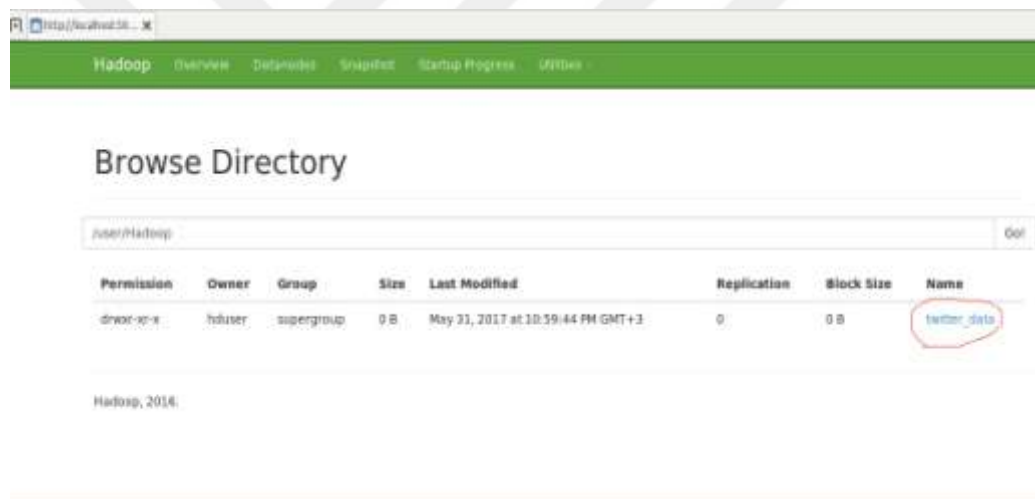 http://localhost:50...
Hadoop Overview Datanodes Snapshot Startup Progress Utilities
Browse Directory
/user/Hadoop Go!
Permission Owner Group Size Last Modified Replication Block Size Name
drwxr-xr-x hduser supergroup 0 B May 31, 2017 at 10:59:44 PM GMT+3 0 0 B twitter_data
Hadoop, 2016.